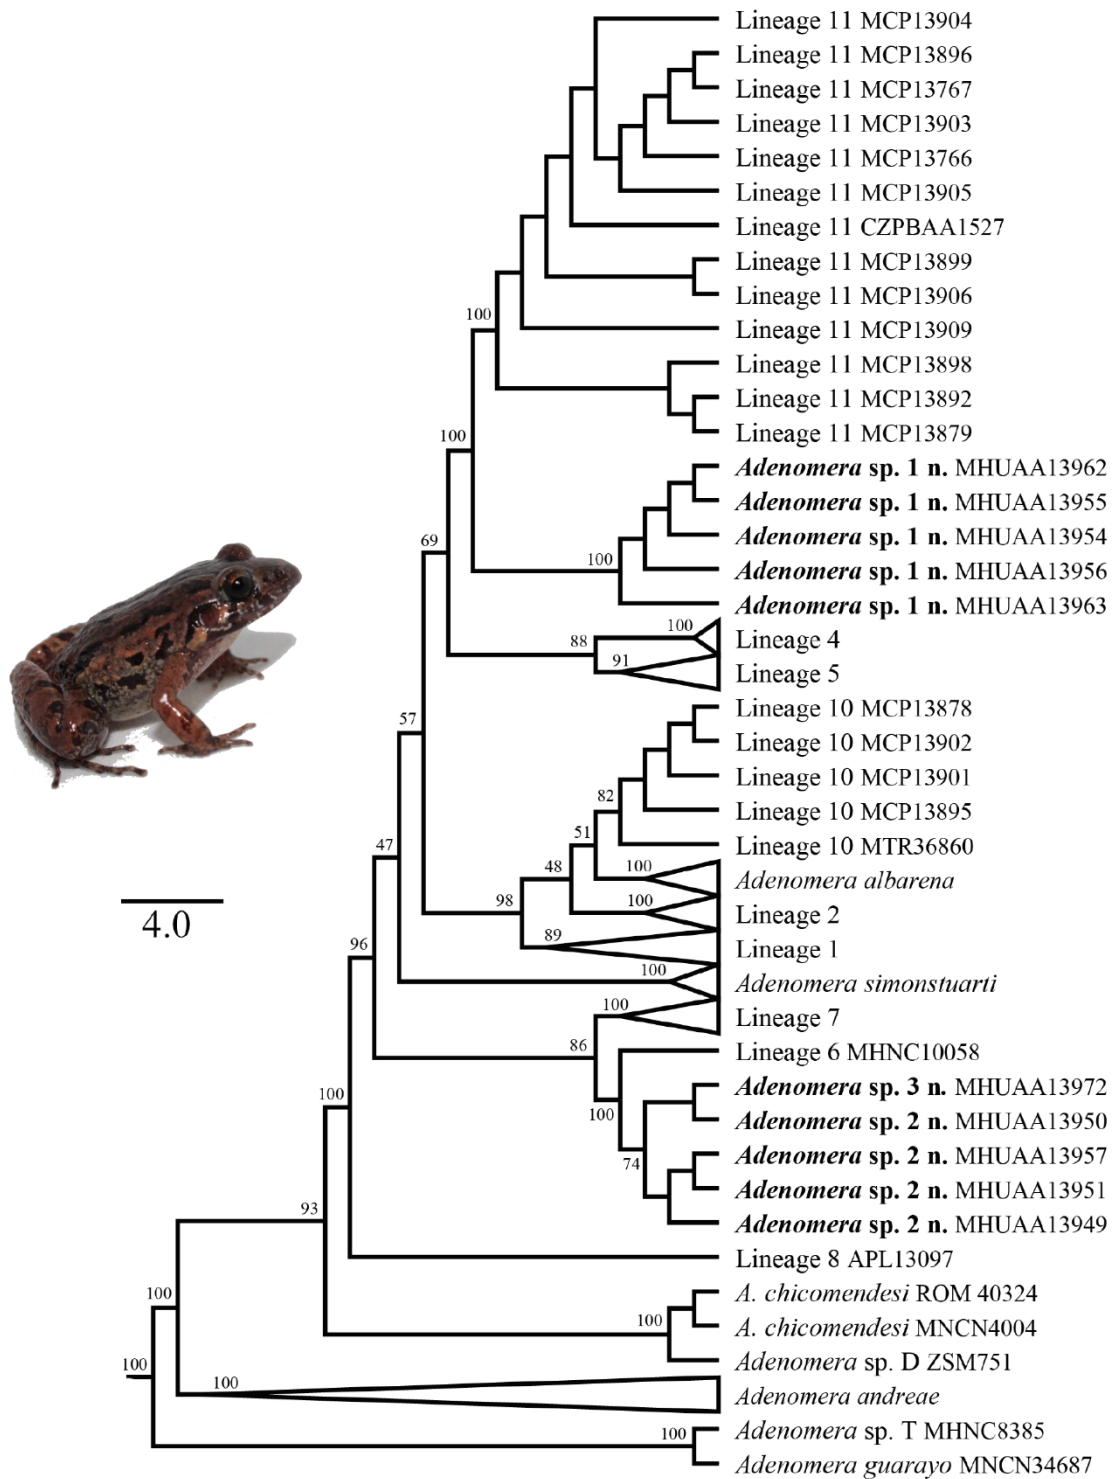 Lineage 11 MCP13904
Lineage 11 MCP13896
Lineage 11 MCP13767
Lineage 11 MCP13903
Lineage 11 MCP13766
Lineage 11 MCP13905
Lineage 11 CZPBAA1527
Lineage 11 MCP13899
Lineage 11 MCP13906
100
Lineage 11 MCP13909
Lineage 11 MCP13898
Lineage 11 MCP13892
Lineage 11 MCP13879
100
Adenomera sp. 1 n. MHUAA13962
Adenomera sp. 1 n. MHUAA13955
Adenomera sp. 1 n. MHUAA13954
69
100
Adenomera sp. 1 n. MHUAA13956
Adenomera sp. 1 n. MHUAA13963
88
100
Lineage 4
91
Lineage 5
Lineage 10 MCP13878
57
Lineage 10 MCP13902
Lineage 10 MCP13901
82
Lineage 10 MCP13895
51
Lineage 10 MTR36860
47
48
100
Adenomera albarena
98
100
Lineage 2
4.0
89
Lineage 1
96
100
Adenomera simonstuarti
100
Lineage 7
86
Lineage 6 MHNC10058
Adenomera sp. 3 n. MHUAA13972
100
100
Adenomera sp. 2 n. MHUAA13950
74
Adenomera sp. 2 n. MHUAA13957
Adenomera sp. 2 n. MHUAA13951
93
Adenomera sp. 2 n. MHUAA13949
Lineage 8 APL13097
A. chicomendesi ROM 40324
100
100
A. chicomendesi MNCN4004
Adenomera sp. D ZSM751
100
100
Adenomera andreae
100
Adenomera sp. T MHNC8385
Adenomera guarayo MNCN34687